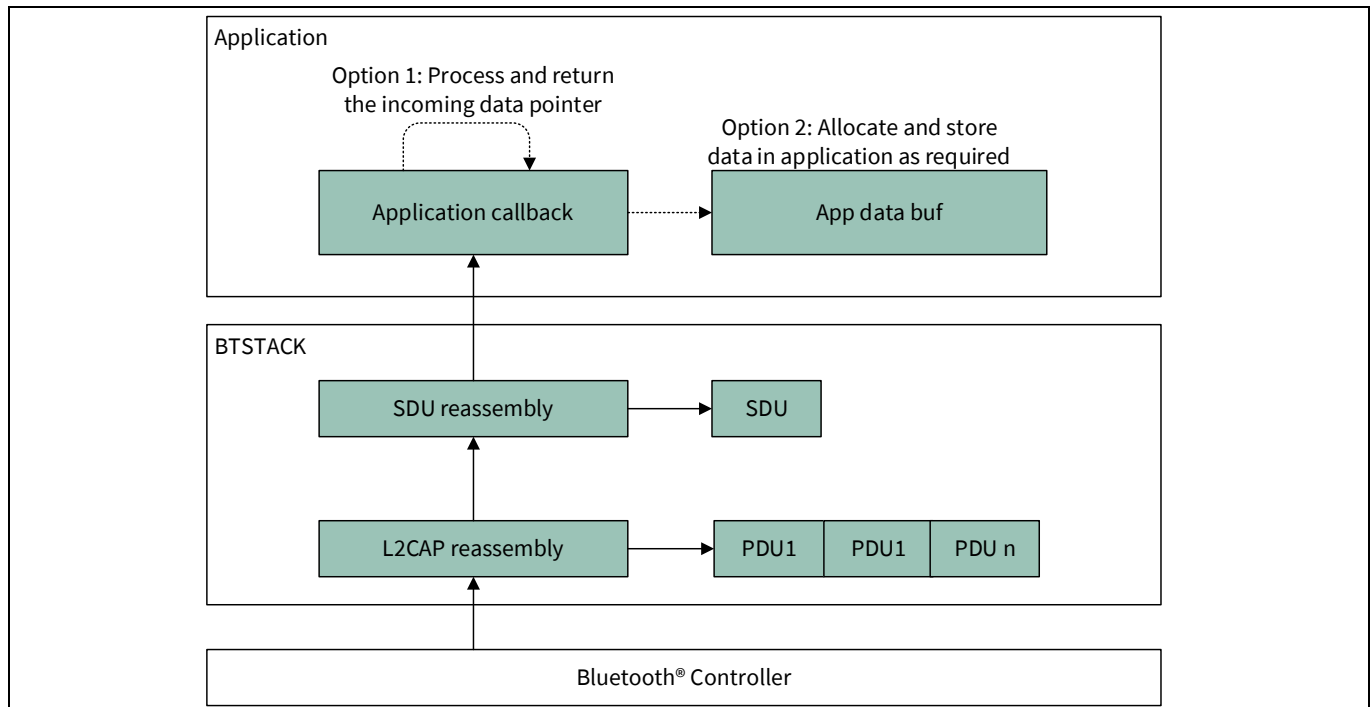 Application
Option 1: Process and return
the incoming data pointer
Option 2: Allocate and store
data in application as required
Application callback
App data buf
BTSTACK
SDU reassembly
SDU
L2CAP reassembly
PDU1
PDU1
PDU n
Bluetooth® Controller